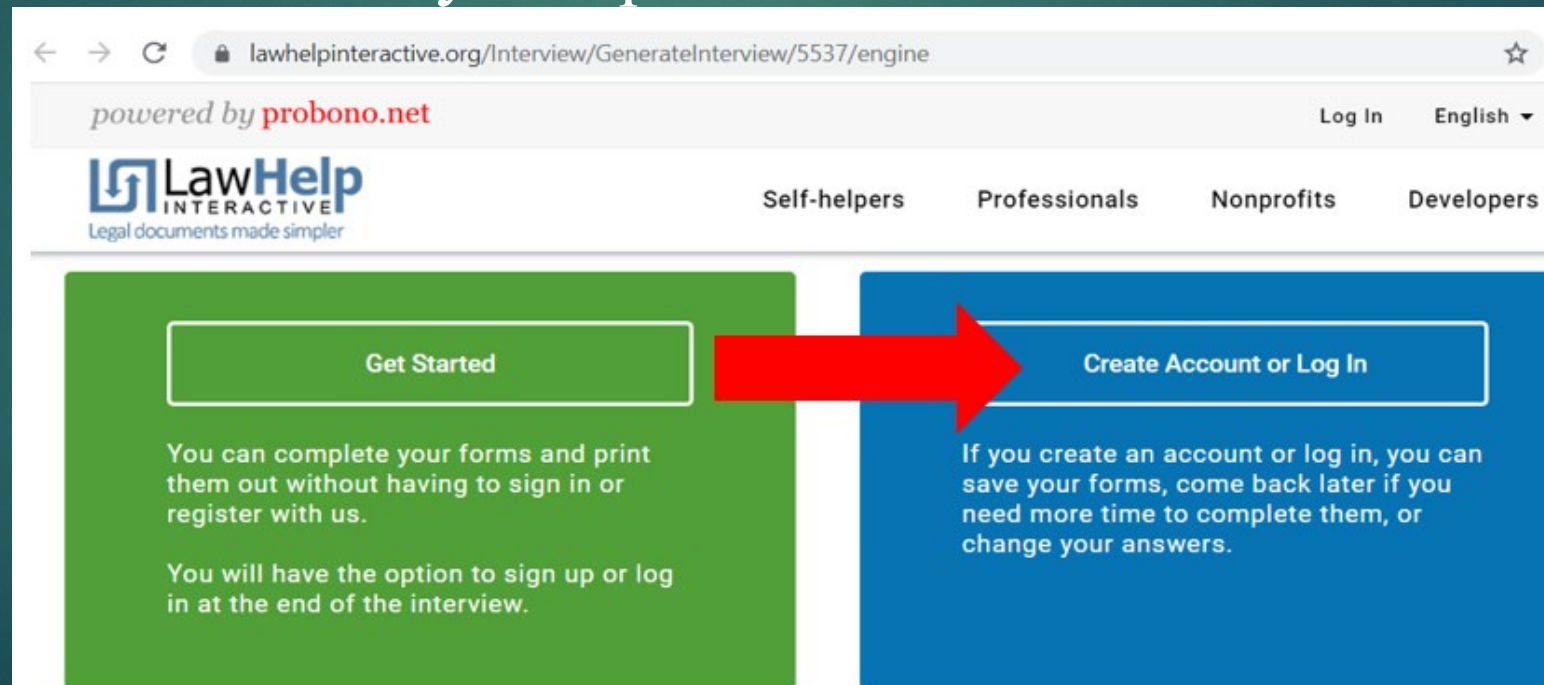 lawhelpinteractive.org/Interview/GenerateInterview/5537/engine
powered by probono.net
Log In English
LawHelp
INTERACTIVE
Legal documents made simpler
Self-helpers Professionals Nonprofits Developers
Get Started
You can complete your forms and print
them out without having to sign in or
register with us.
You will have the option to sign up or log
in at the end of the interview.
Create Account or Log In
If you create an account or log in, you can
save your forms, come back later if you
need more time to complete them, or
change your answers.